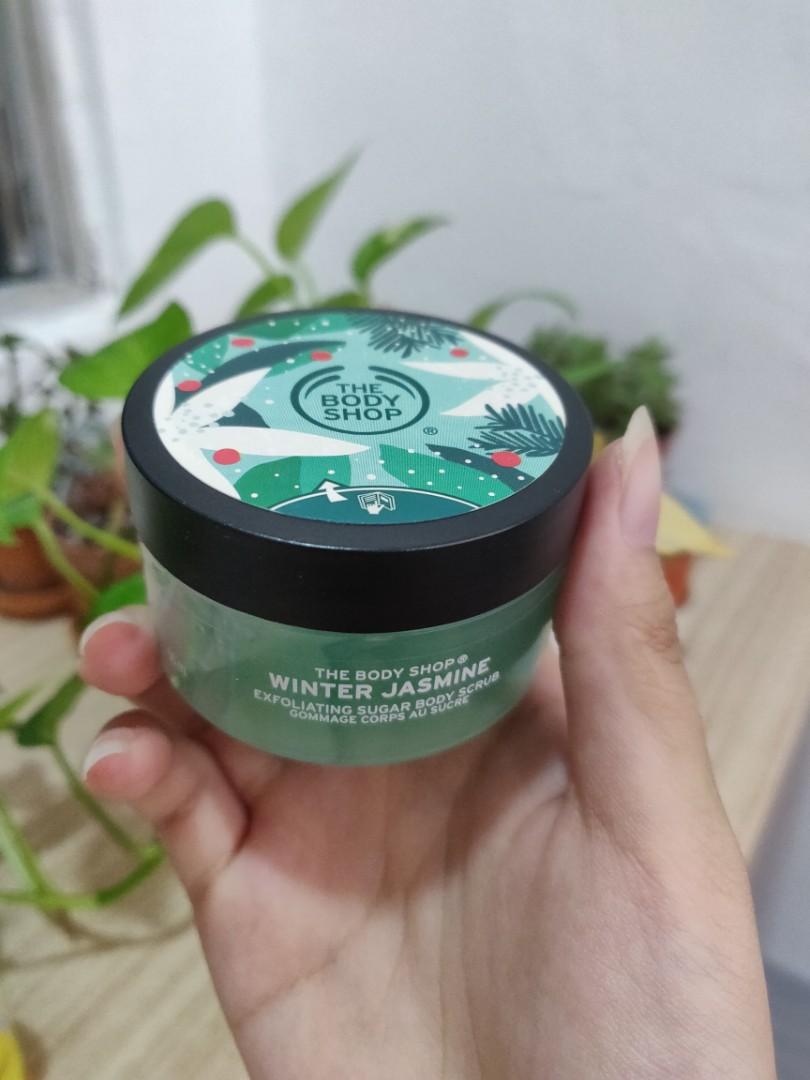 THE
BODY
SHOP
®
THE BODY SHOP®
WINTER JASMINE
EXFOLIATING SUGAR BODY SCRUB
GOMMAGE CORPS AU SUCRE